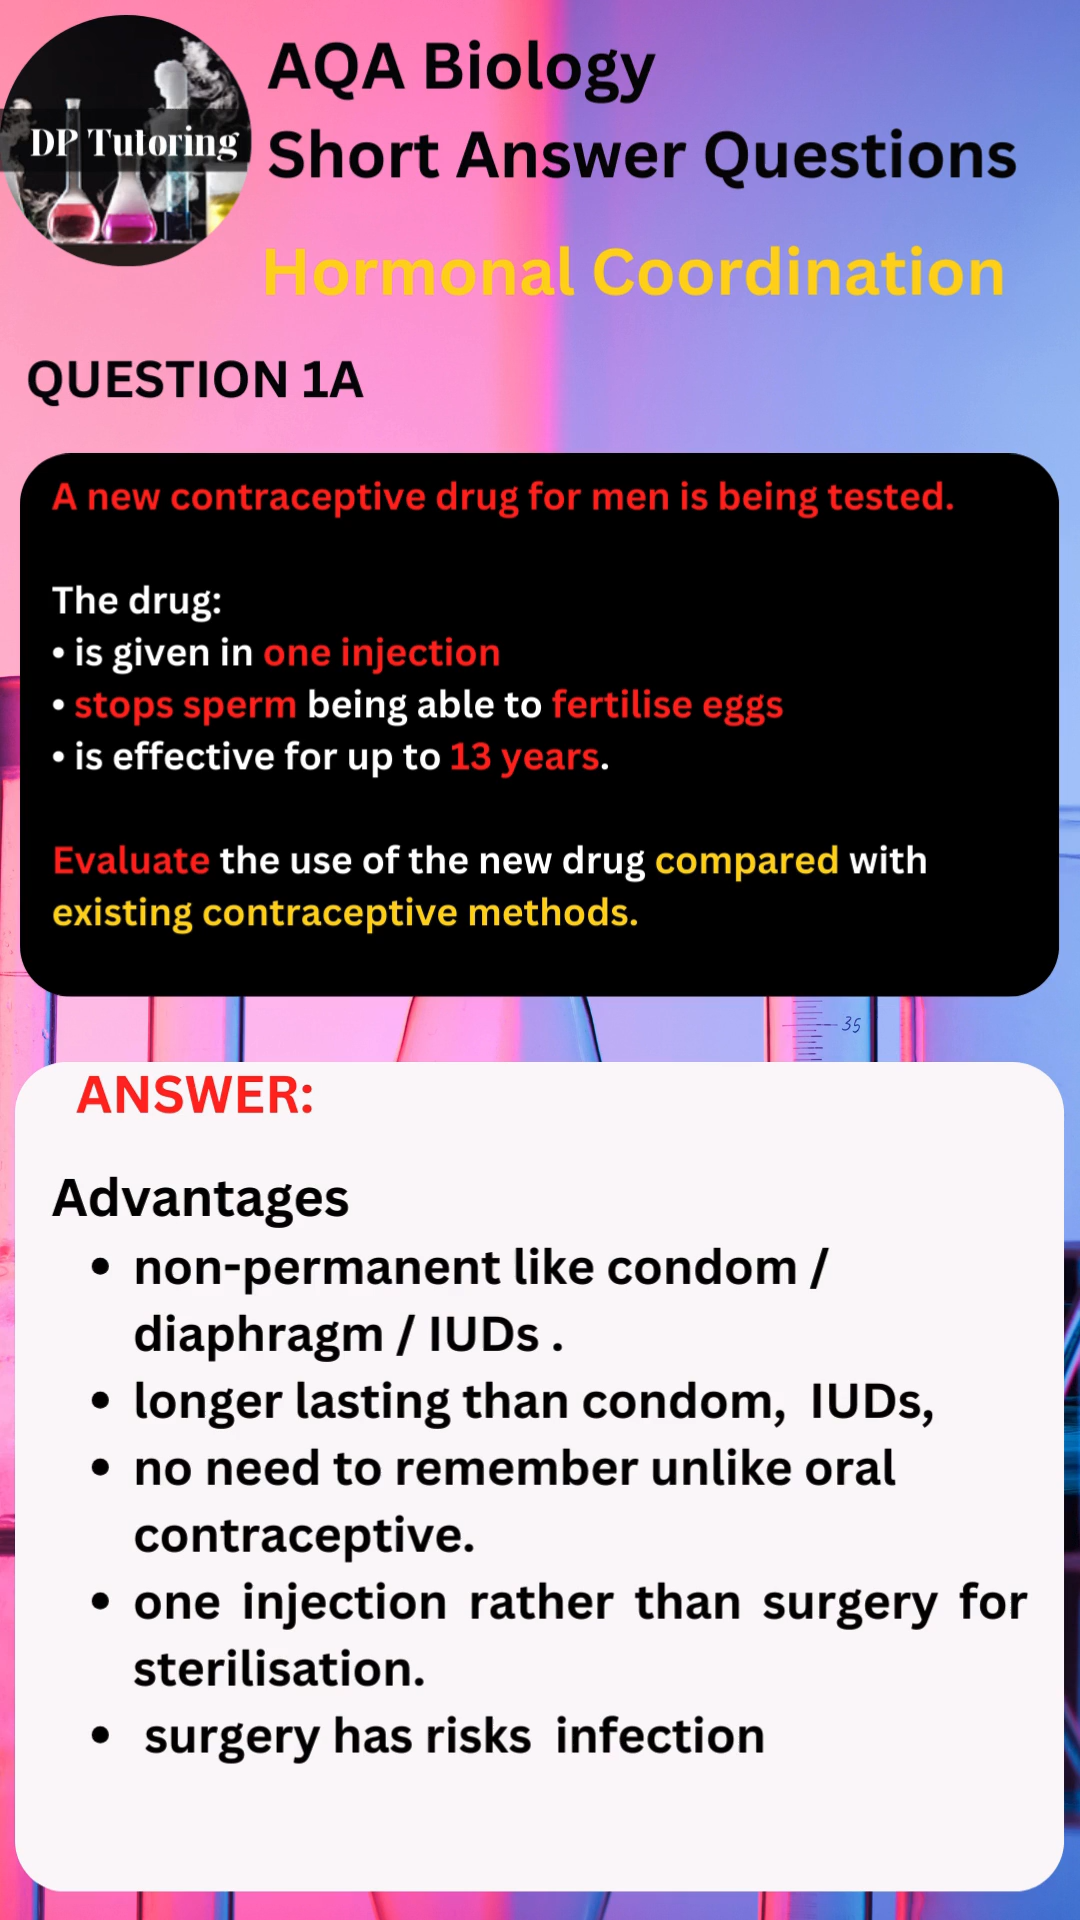 DP Tutoring
AQA Biology
Short Answer Questions
Hormonal Coordination
QUESTION 1A
A new contraceptive drug for men is being tested.
The drug:
• is given in one injection
• stops sperm being able to fertilise eggs
• is effective for up to 13 years.
Evaluate the use of the new drug compared with
existing contraceptive methods.
35
ANSWER:
Advantages
• non-permanent like condom /
diaphragm / IUDs .
• longer lasting than condom,  IUDs,
• no need to remember unlike oral
contraceptive.
• one injection rather than surgery for
sterilisation.
•  surgery has risks  infection